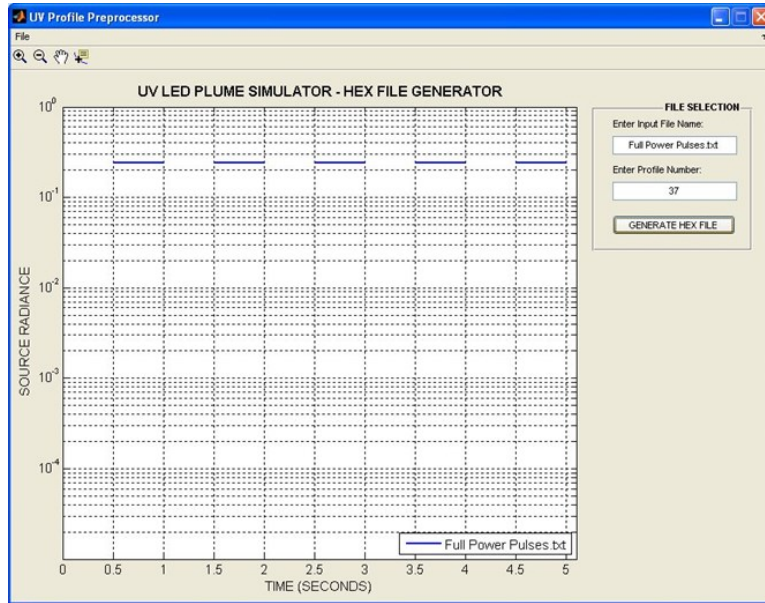 UV Profile Preprocessor
File
UV LED PLUME SIMULATOR - HEX FILE GENERATOR
10^0
10^-1
10^-2
10^-3
10^-4
SOURCE RADIANCE
0 0.5 1 1.5 2 2.5 3 3.5 4 4.5 5
TIME (SECONDS)
Full Power Pulses.txt
FILE SELECTION
Enter Input File Name:
Full Power Pulses.txt
Enter Profile Number:
37
GENERATE HEX FILE